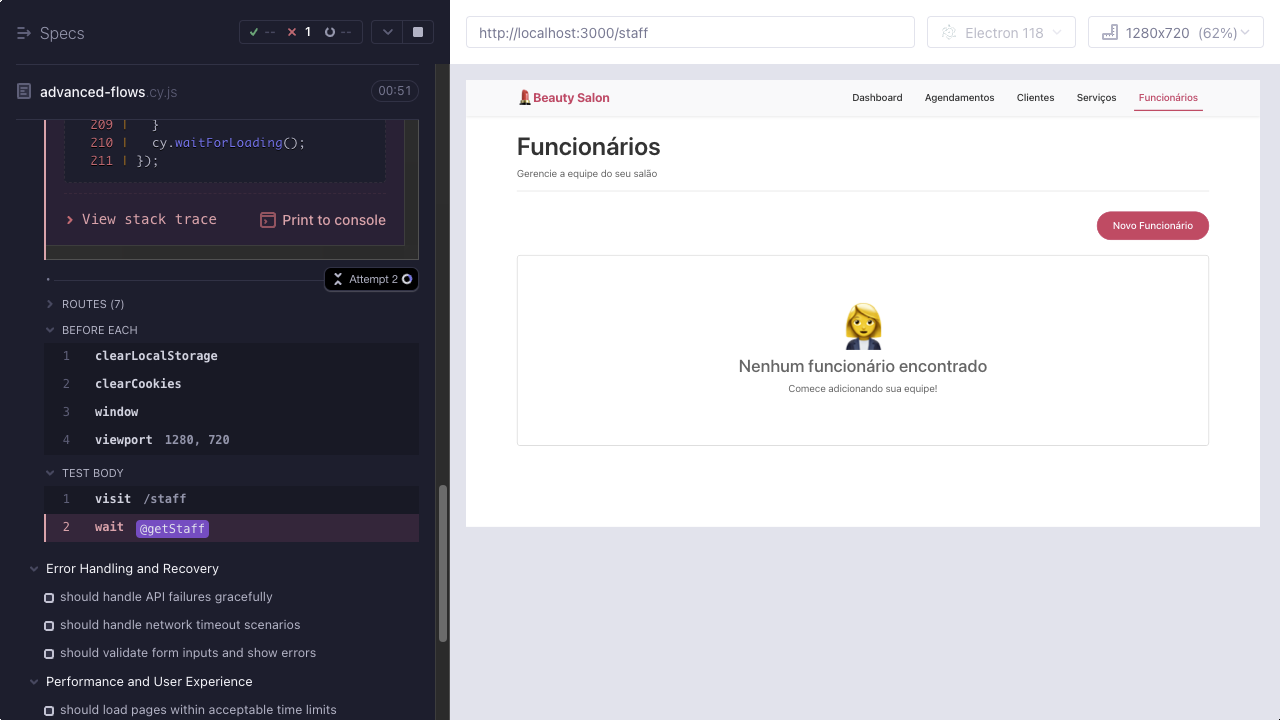 Specs
-- 1 --
advanced-flows.cy.js
00:51
209 | }
210 | cy.waitForLoading();
211 | });
View stack trace
Print to console
Attempt 2
ROUTES (7)
BEFORE EACH
1 clearLocalStorage
2 clearCookies
3 window
4 viewport 1280, 720
TEST BODY
1 visit /staff
2 wait @getStaff
Error Handling and Recovery
should handle API failures gracefully
should handle network timeout scenarios
should validate form inputs and show errors
Performance and User Experience
should load pages within acceptable time limits
http://localhost:3000/staff
Electron 118
1280x720 (62%)
Beauty Salon
Dashboard
Agendamentos
Clientes
Serviços
Funcionários
Funcionários
Gerencie a equipe do seu salão
Novo Funcionário
Nenhum funcionário encontrado
Comece adicionando sua equipe!